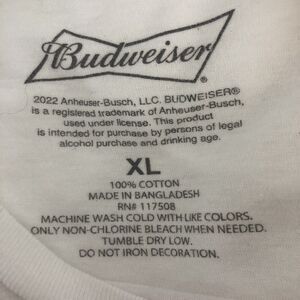 Budweiser®
2022 Anheuser-Busch, LLC. BUDWEISER®
is a registered trademark of Anheuser-Busch,
used under license. This product
is intended for purchase by persons of legal
alcohol purchase and drinking age.
XL
100% COTTON
MADE IN BANGLADESH
RN# 117508
MACHINE WASH COLD WITH LIKE COLORS.
ONLY NON-CHLORINE BLEACH WHEN NEEDED.
TUMBLE DRY LOW.
DO NOT IRON DECORATION.